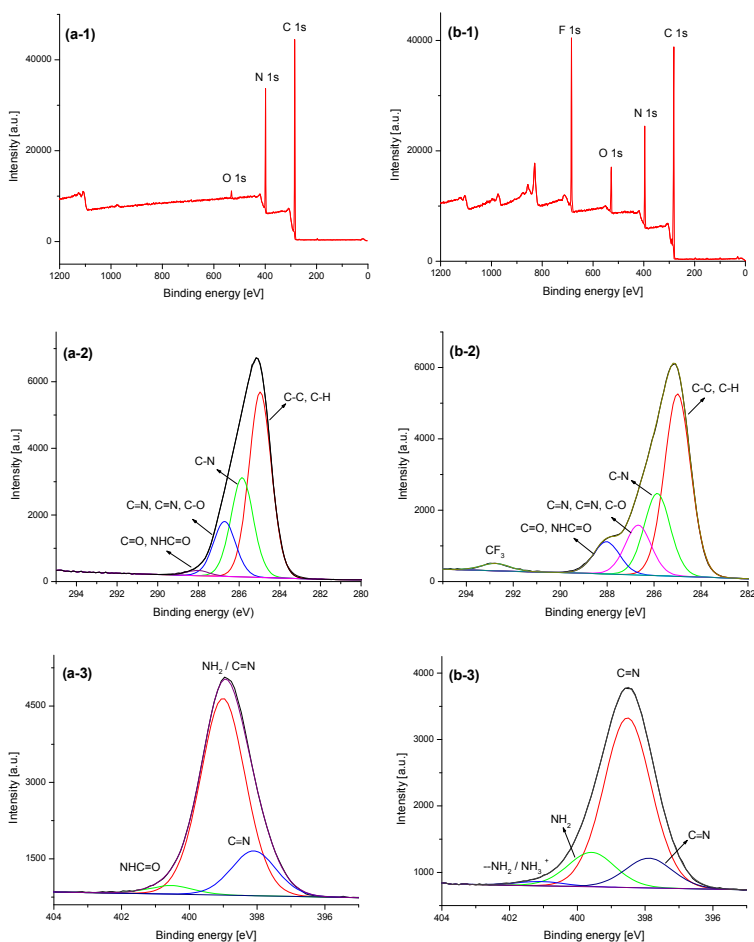 (a-1)
C 1s
N 1s
O 1s
40000
20000
0
Intensity [a.u.]
1200 1000 800 600 400 200 0
Binding energy [eV]
(b-1)
F 1s
C 1s
N 1s
O 1s
40000
30000
20000
10000
0
Intensity [a.u.]
1200 1000 800 600 400 200 0
Binding energy [eV]
(a-2)
C-C, C-H
C-N
C≡N, C=N, C-O
C=O, NHC=O
6000
4000
2000
0
Intensity [a.u.]
294 292 290 288 286 284 282 280
Binding energy (eV)
(b-2)
C-C, C-H
C-N
C≡N, C=N, C-O
C=O, NHC=O
CF₃
6000
4000
2000
0
Intensity [a.u.]
294 292 290 288 286 284 282
Binding energy [eV]
(a-3)
NH₂ / C=N
C≡N
NHC=O
4500
3000
1500
Intensity [a.u.]
404 402 400 398 396
Binding energy [eV]
(b-3)
C=N
NH₂
C≡N
--NH₂ / NH₃⁺
4000
3000
2000
1000
Intensity [a.u.]
404 402 400 398 396
Binding energy [eV]